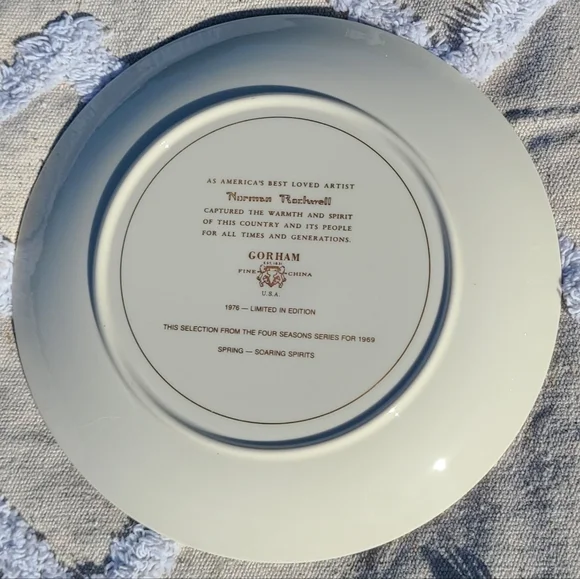 AS AMERICA'S BEST LOVED ARTIST
Norman Rockwell
CAPTURED THE WARMTH AND SPIRIT
OF THIS COUNTRY AND ITS PEOPLE
FOR ALL TIMES AND GENERATIONS.
GORHAM
EST. 1831
FINE CHINA
U.S.A.
1976 — LIMITED IN EDITION
THIS SELECTION FROM THE FOUR SEASONS SERIES FOR 1969
SPRING — SOARING SPIRITS